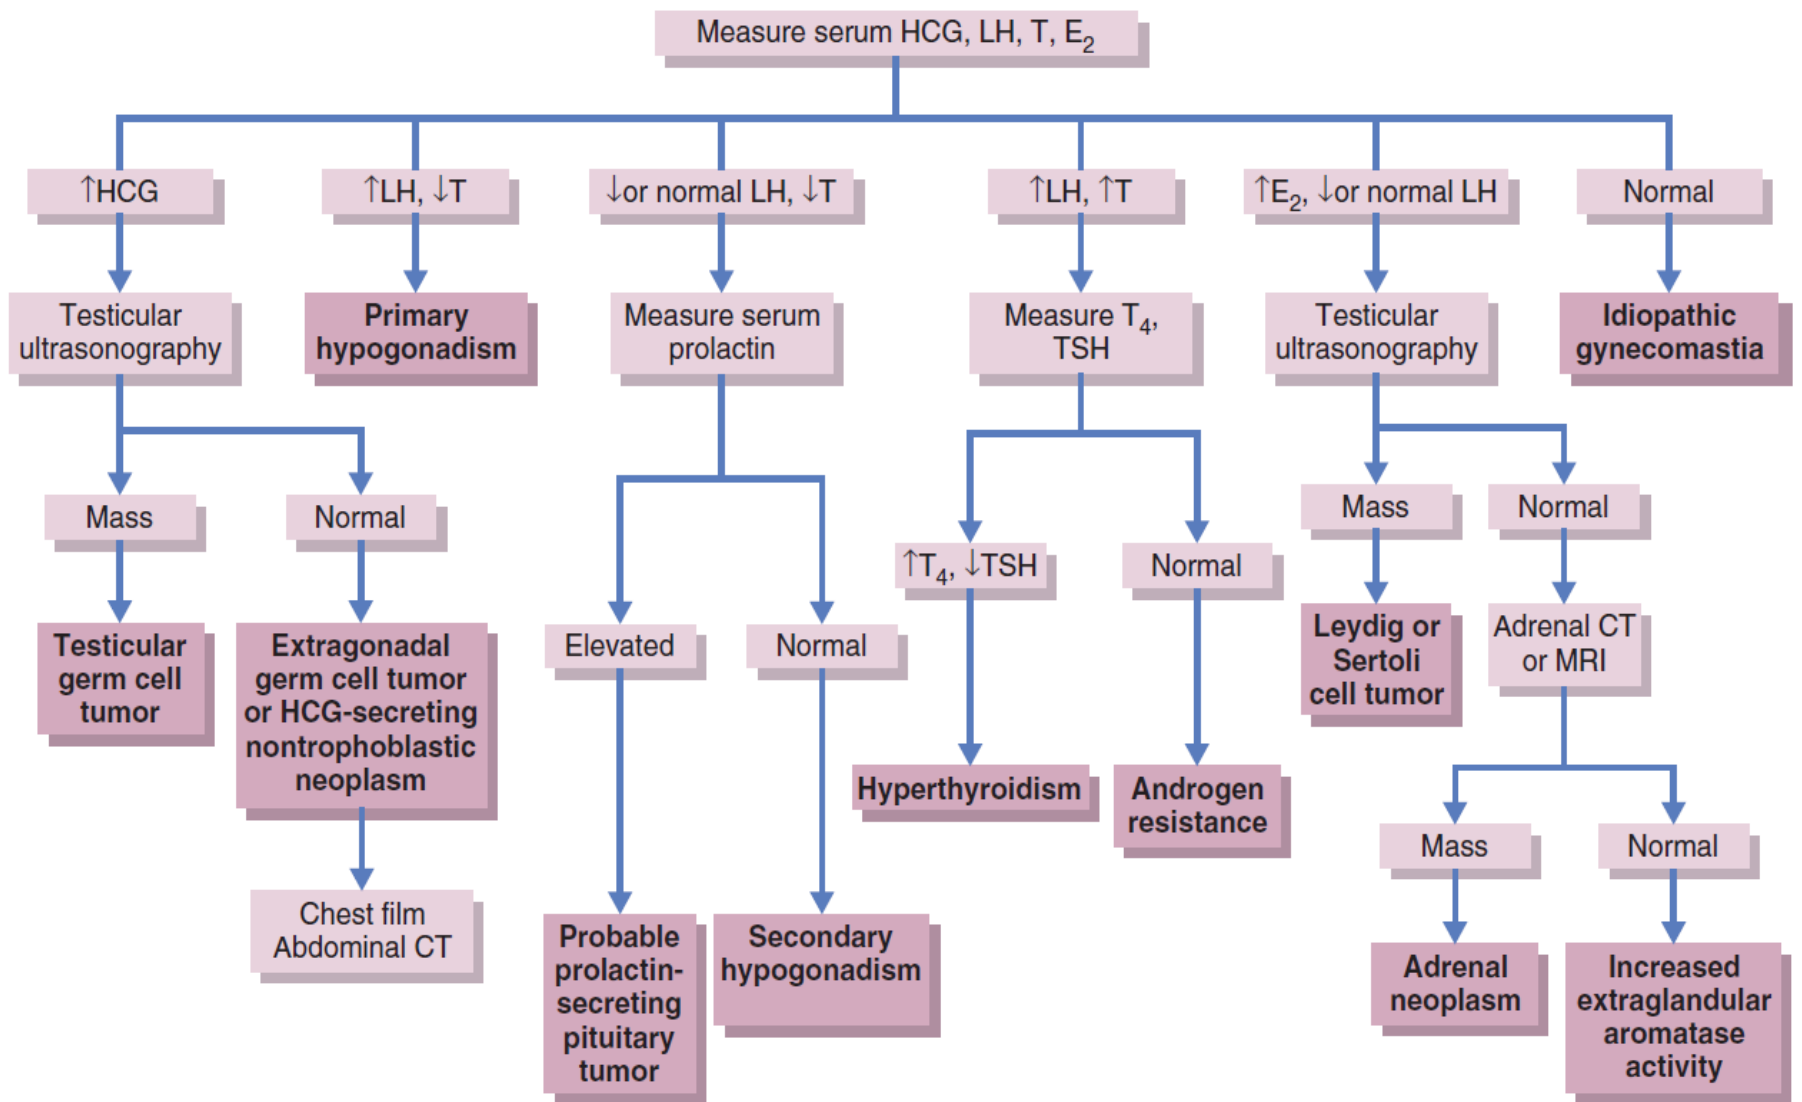 Measure serum HCG, LH, T, E₂
↑HCG
↑LH, ↓T
↓or normal LH, ↓T
↑LH, ↑T
↑E₂, ↓or normal LH
Normal
Testicular
ultrasonography
Primary
hypogonadism
Measure serum
prolactin
Measure T₄,
TSH
Testicular
ultrasonography
Idiopathic
gynecomastia
Mass
Normal
Elevated
Normal
↑T₄, ↓TSH
Normal
Mass
Normal
Testicular
germ cell
tumor
Extragonadal
germ cell tumor
or HCG-secreting
nontrophoblastic
neoplasm
Chest film
Abdominal CT
Probable
prolactin-
secreting
pituitary
tumor
Secondary
hypogonadism
Hyperthyroidism
Androgen
resistance
Leydig or
Sertoli
cell tumor
Adrenal CT
or MRI
Mass
Normal
Adrenal
neoplasm
Increased
extraglandular
aromatase
activity